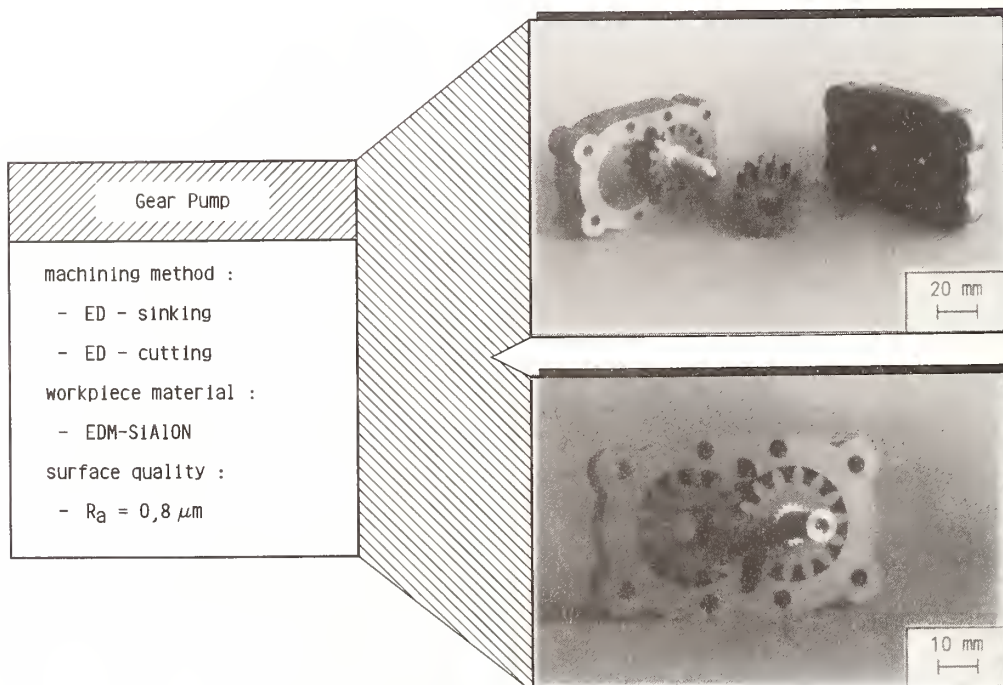 Gear Pump
machining method :
- ED - sinking
- ED - cutting
workpiece material :
- EDM-SiAlON
surface quality :
- Ra = 0,8 μm
20 mm
10 mm